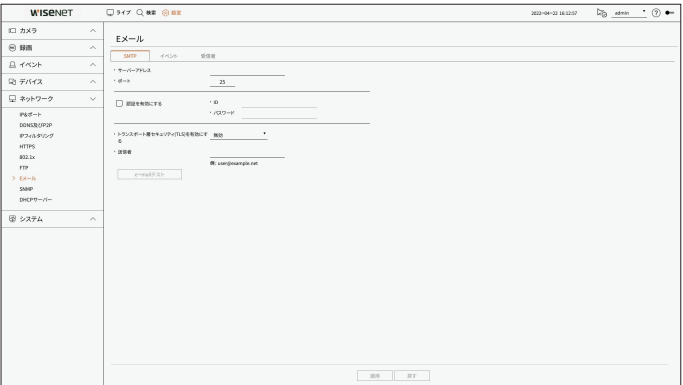 WISENET
ライブ 検索 設定
2022-04-22 16:12:57 admin
カメラ
録画
イベント
デバイス
ネットワーク
IP&ポート
DDNS及びP2P
IPフィルタリング
HTTPS
802.1x
FTP
Eメール
SNMP
DHCPサーバー
システム
Eメール
SMTP イベント 受信者
サーバーアドレス
ポート 25
認証を有効にする
ID
パスワード
トランスポート層セキュリティ(TLS)を有効にする 無効
送信者
例: user@example.net
e-mailテスト
適用 戻す